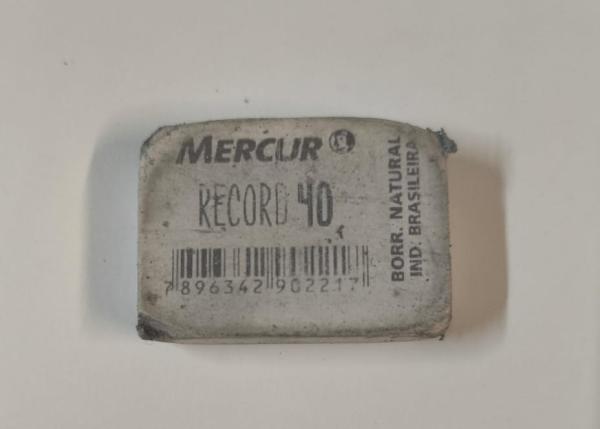 MERCUR
RECORD 40
7 896342 902217
BORR. NATURAL
IND. BRASILEIRA